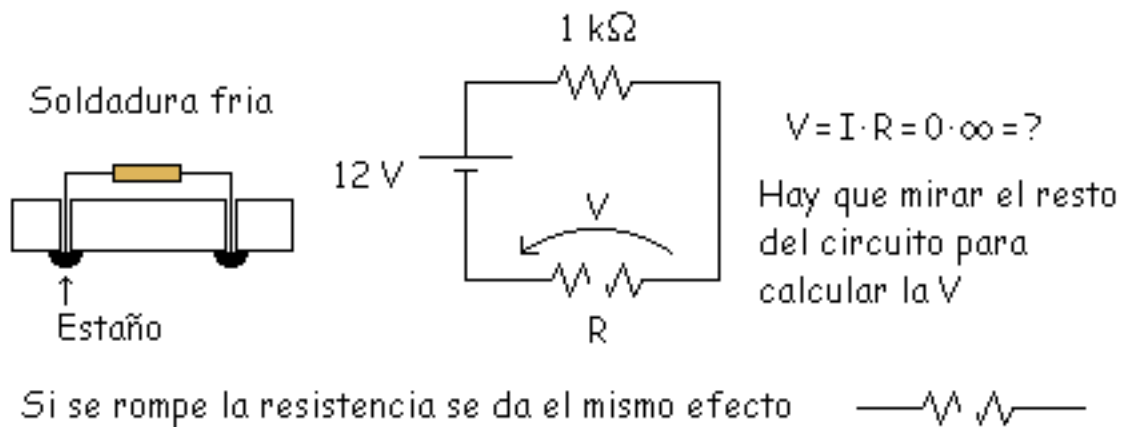 1 kΩ
Soldadura fria
12 V
V
R
Estaño
V = I · R = 0 · ∞ = ?
Hay que mirar el resto
del circuito para
calcular la V
Si se rompe la resistencia se da el mismo efecto